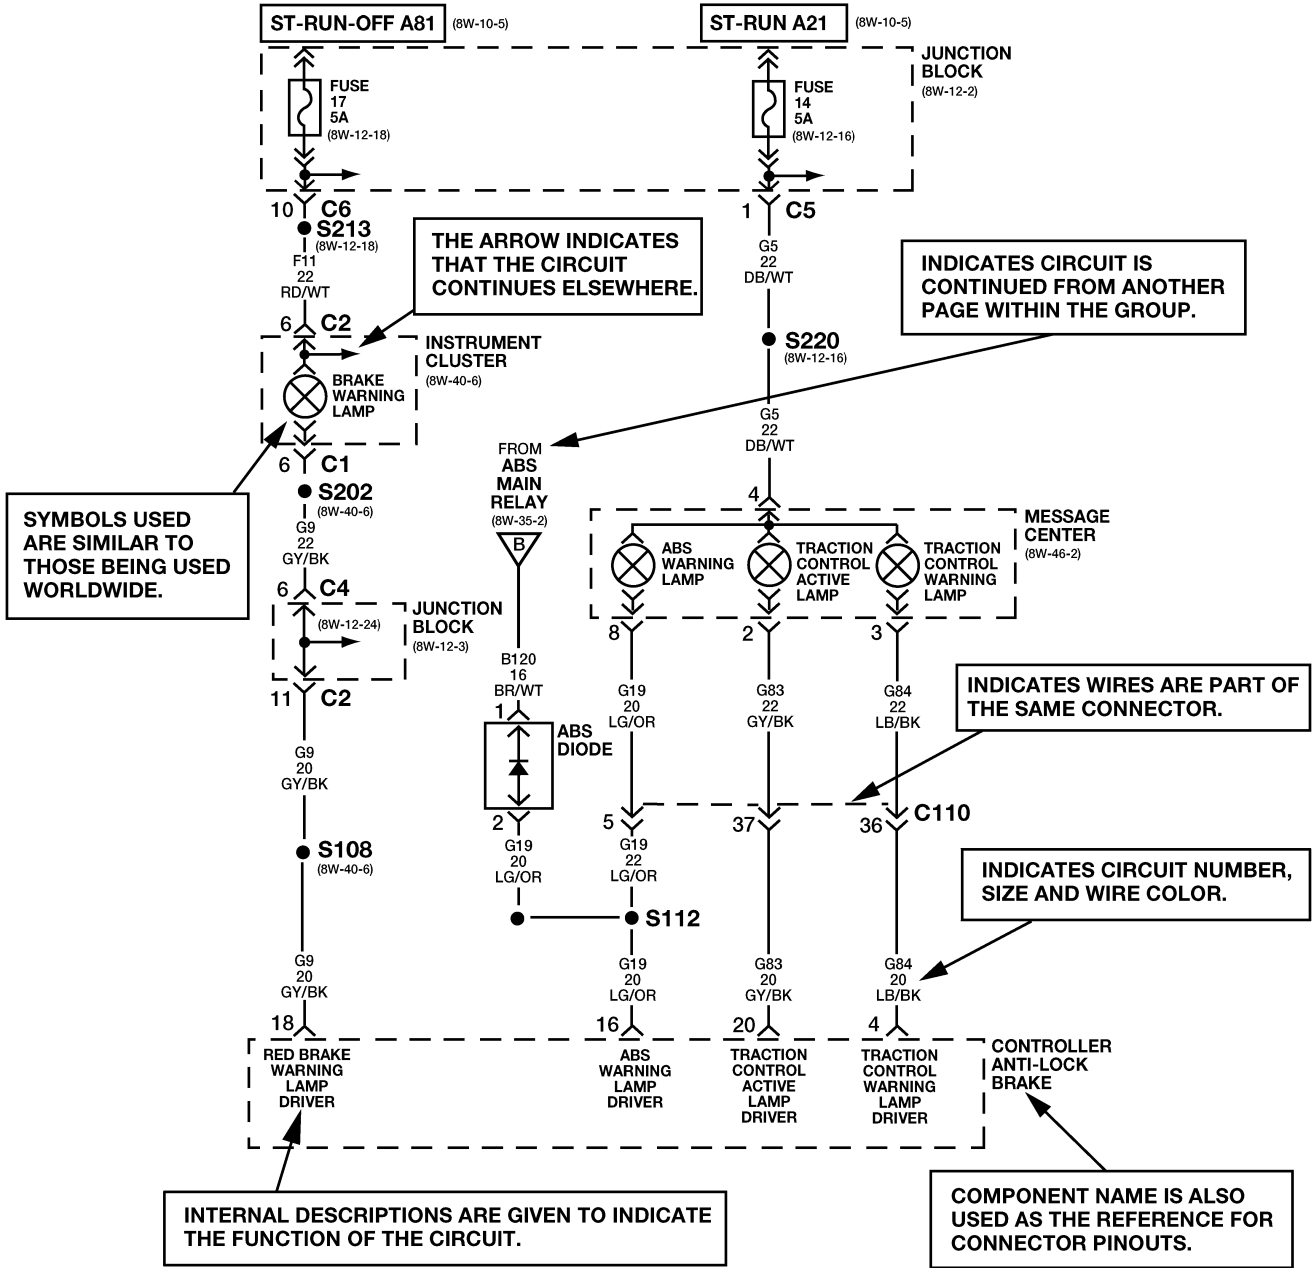 ST-RUN-OFF A81
(8W-10-5)
ST-RUN A21
(8W-10-5)
JUNCTION
BLOCK
(8W-12-2)
FUSE
17
5A
(8W-12-18)
FUSE
14
5A
(8W-12-16)
10
C6
S213
(8W-12-18)
F11
22
RD/WT
6
C2
1
C5
G5
22
DB/WT
THE ARROW INDICATES
THAT THE CIRCUIT
CONTINUES ELSEWHERE.
INDICATES CIRCUIT IS
CONTINUED FROM ANOTHER
PAGE WITHIN THE GROUP.
INSTRUMENT
CLUSTER
(8W-40-6)
BRAKE
WARNING
LAMP
S220
(8W-12-16)
G5
22
DB/WT
4
6
C1
S202
(8W-40-6)
G9
22
GY/BK
6
C4
SYMBOLS USED
ARE SIMILAR TO
THOSE BEING USED
WORLDWIDE.
FROM
ABS
MAIN
RELAY
(8W-35-2)
B
MESSAGE
CENTER
(8W-46-2)
ABS
WARNING
LAMP
TRACTION
CONTROL
ACTIVE
LAMP
TRACTION
CONTROL
WARNING
LAMP
(8W-12-24)
JUNCTION
BLOCK
(8W-12-3)
11
C2
8
2
3
B120
16
BR/WT
1
ABS
DIODE
2
G19
20
LG/OR
G83
22
GY/BK
G84
22
LB/BK
INDICATES WIRES ARE PART OF
THE SAME CONNECTOR.
G9
20
GY/BK
5
37
36
C110
S108
(8W-40-6)
G19
20
LG/OR
G19
22
LG/OR
INDICATES CIRCUIT NUMBER,
SIZE AND WIRE COLOR.
S112
G9
20
GY/BK
G19
20
LG/OR
G83
20
GY/BK
G84
20
LB/BK
18
16
20
4
RED BRAKE
WARNING
LAMP
DRIVER
ABS
WARNING
LAMP
DRIVER
TRACTION
CONTROL
ACTIVE
LAMP
DRIVER
TRACTION
CONTROL
WARNING
LAMP
DRIVER
CONTROLLER
ANTI-LOCK
BRAKE
INTERNAL DESCRIPTIONS ARE GIVEN TO INDICATE
THE FUNCTION OF THE CIRCUIT.
COMPONENT NAME IS ALSO
USED AS THE REFERENCE FOR
CONNECTOR PINOUTS.